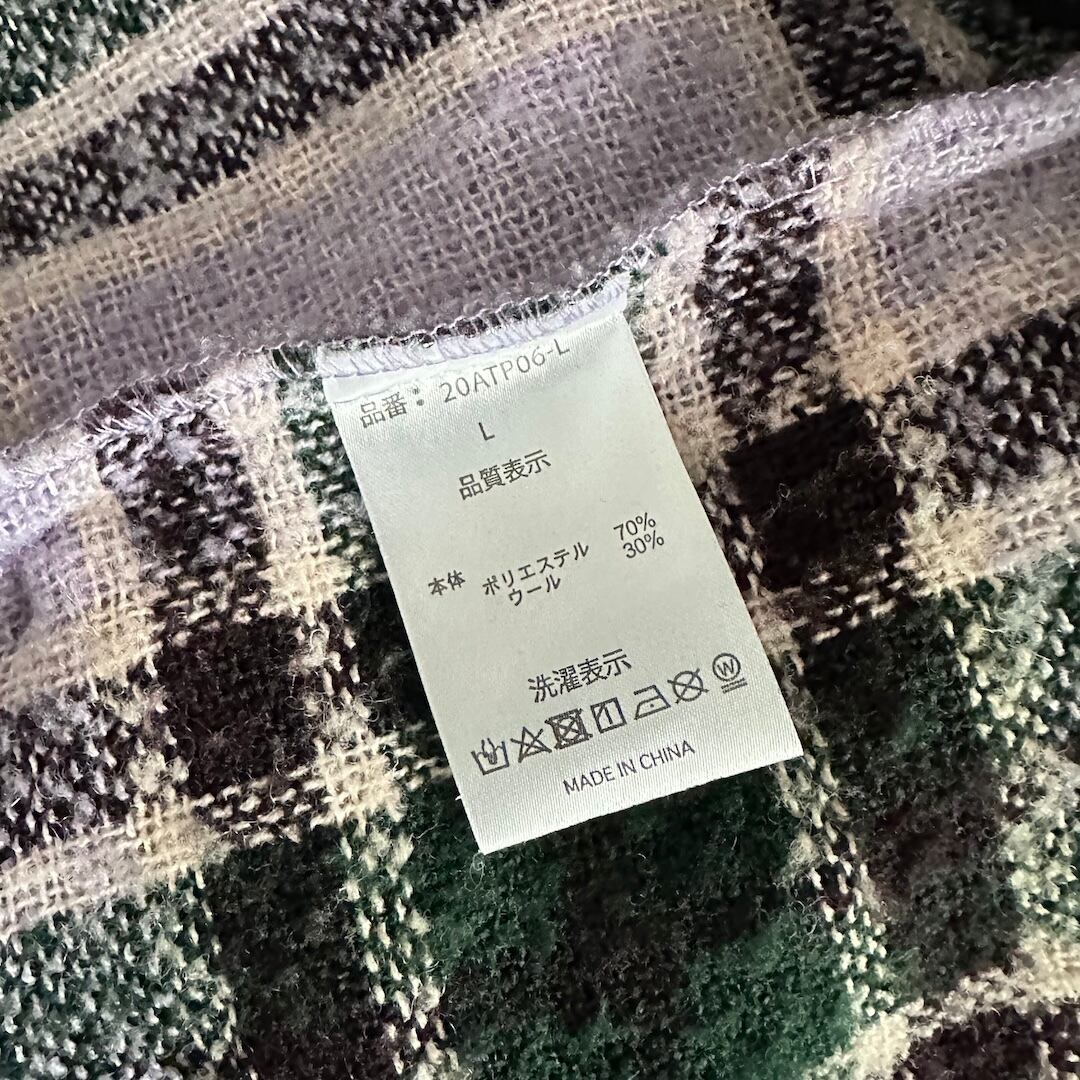 品番：20ATP06-L
L
品質表示
本体 ポリエステル 70%
ウール 30%
洗濯表示
W
MADE IN CHINA